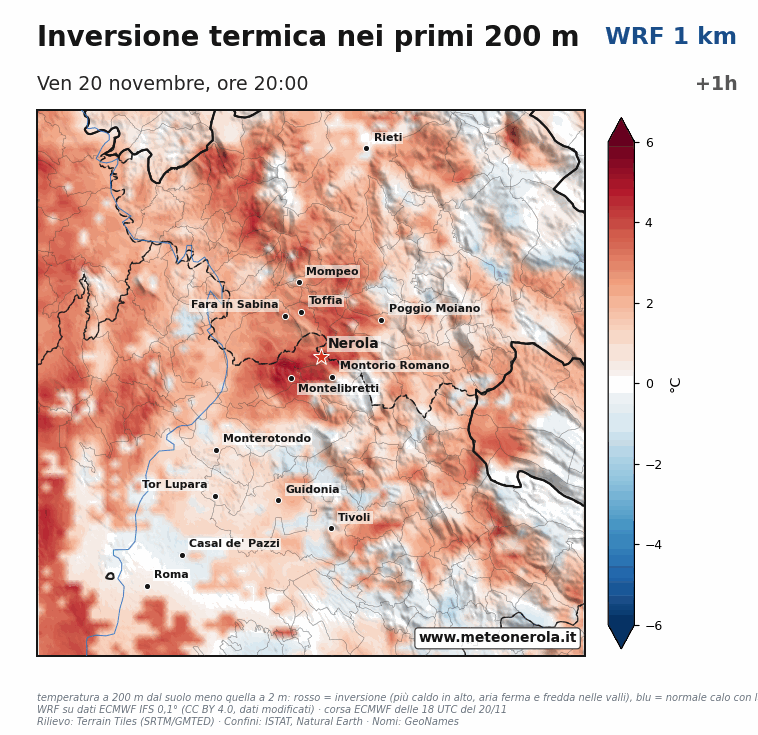 Inversione termica nei primi 200 m WRF 1 km
Ven 20 novembre, ore 20:00 +1h
Rieti
Mompeo
Fara in Sabina
Toffia
Poggio Moiano
Nerola
Montorio Romano
Montelibretti
Monterotondo
Tor Lupara
Guidonia
Tivoli
Casal de' Pazzi
Roma
www.meteonerola.it
6
4
2
0
−2
−4
−6
°C
temperatura a 200 m dal suolo meno quella a 2 m: rosso = inversione (più caldo in alto, aria ferma e fredda nelle valli), blu = normale calo con l
WRF su dati ECMWF IFS 0,1° (CC BY 4.0, dati modificati) · corsa ECMWF delle 18 UTC del 20/11
Rilievo: Terrain Tiles (SRTM/GMTED) · Confini: ISTAT, Natural Earth · Nomi: GeoNames